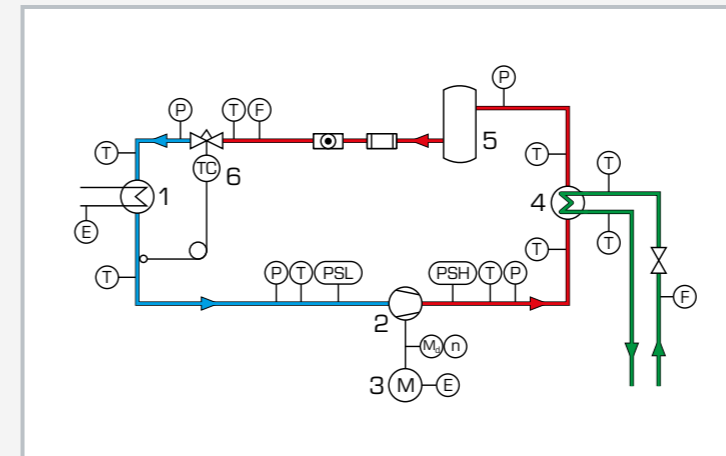 P
P T F
5
T T T
TC 6
1 4
E
T T T
P T PSL PSH T P
2 F
Md n
3 M E